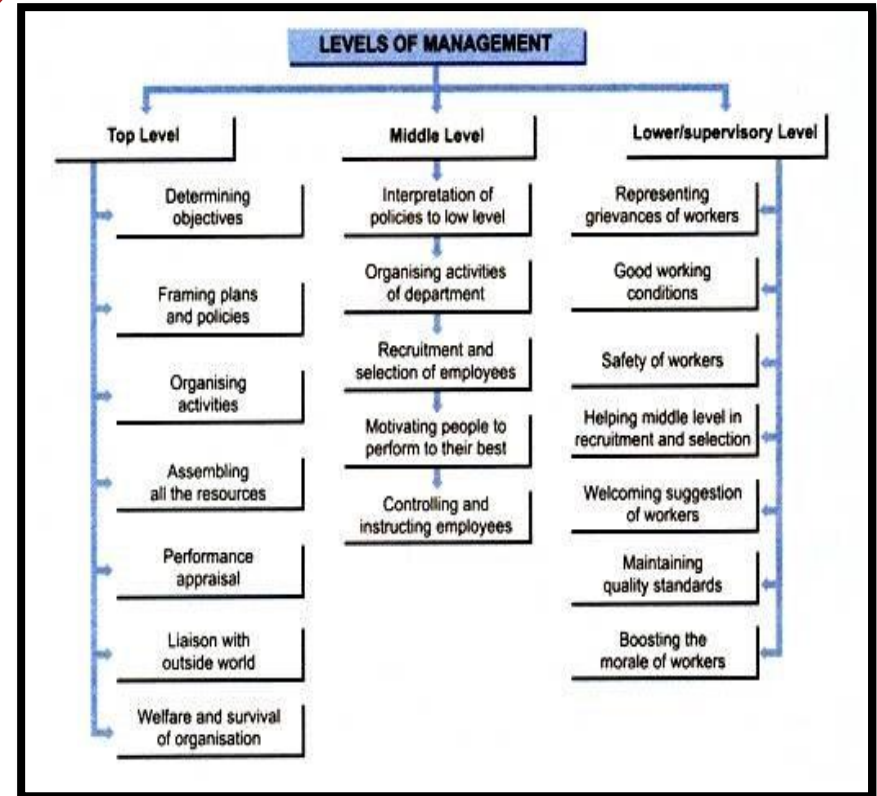 LEVELS OF MANAGEMENT
Top Level
Determining
objectives
Framing plans
and policies
Organising
activities
Assembling
all the resources
Performance
appraisal
Liaison with
outside world
Welfare and survival
of organisation
Middle Level
Interpretation of
policies to low level
Organising activities
of department
Recruitment and
selection of employees
Motivating people to
perform to their best
Controlling and
instructing employees
Lower/supervisory Level
Representing
grievances of workers
Good working
conditions
Safety of workers
Helping middle level in
recruitment and selection
Welcoming suggestion
of workers
Maintaining
quality standards
Boosting the
morale of workers